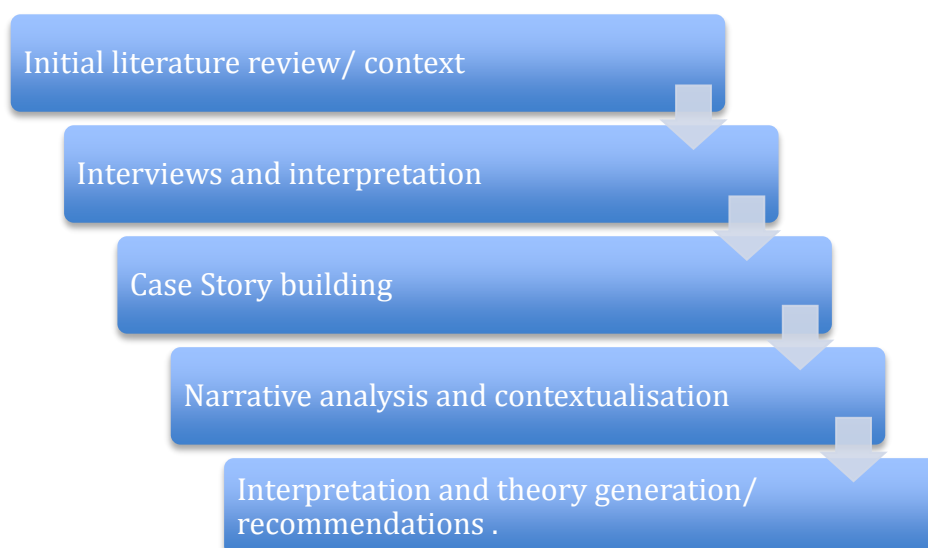 Initial literature review/ context
Interviews and interpretation
Case Story building
Narrative analysis and contextualisation
Interpretation and theory generation/
recommendations .